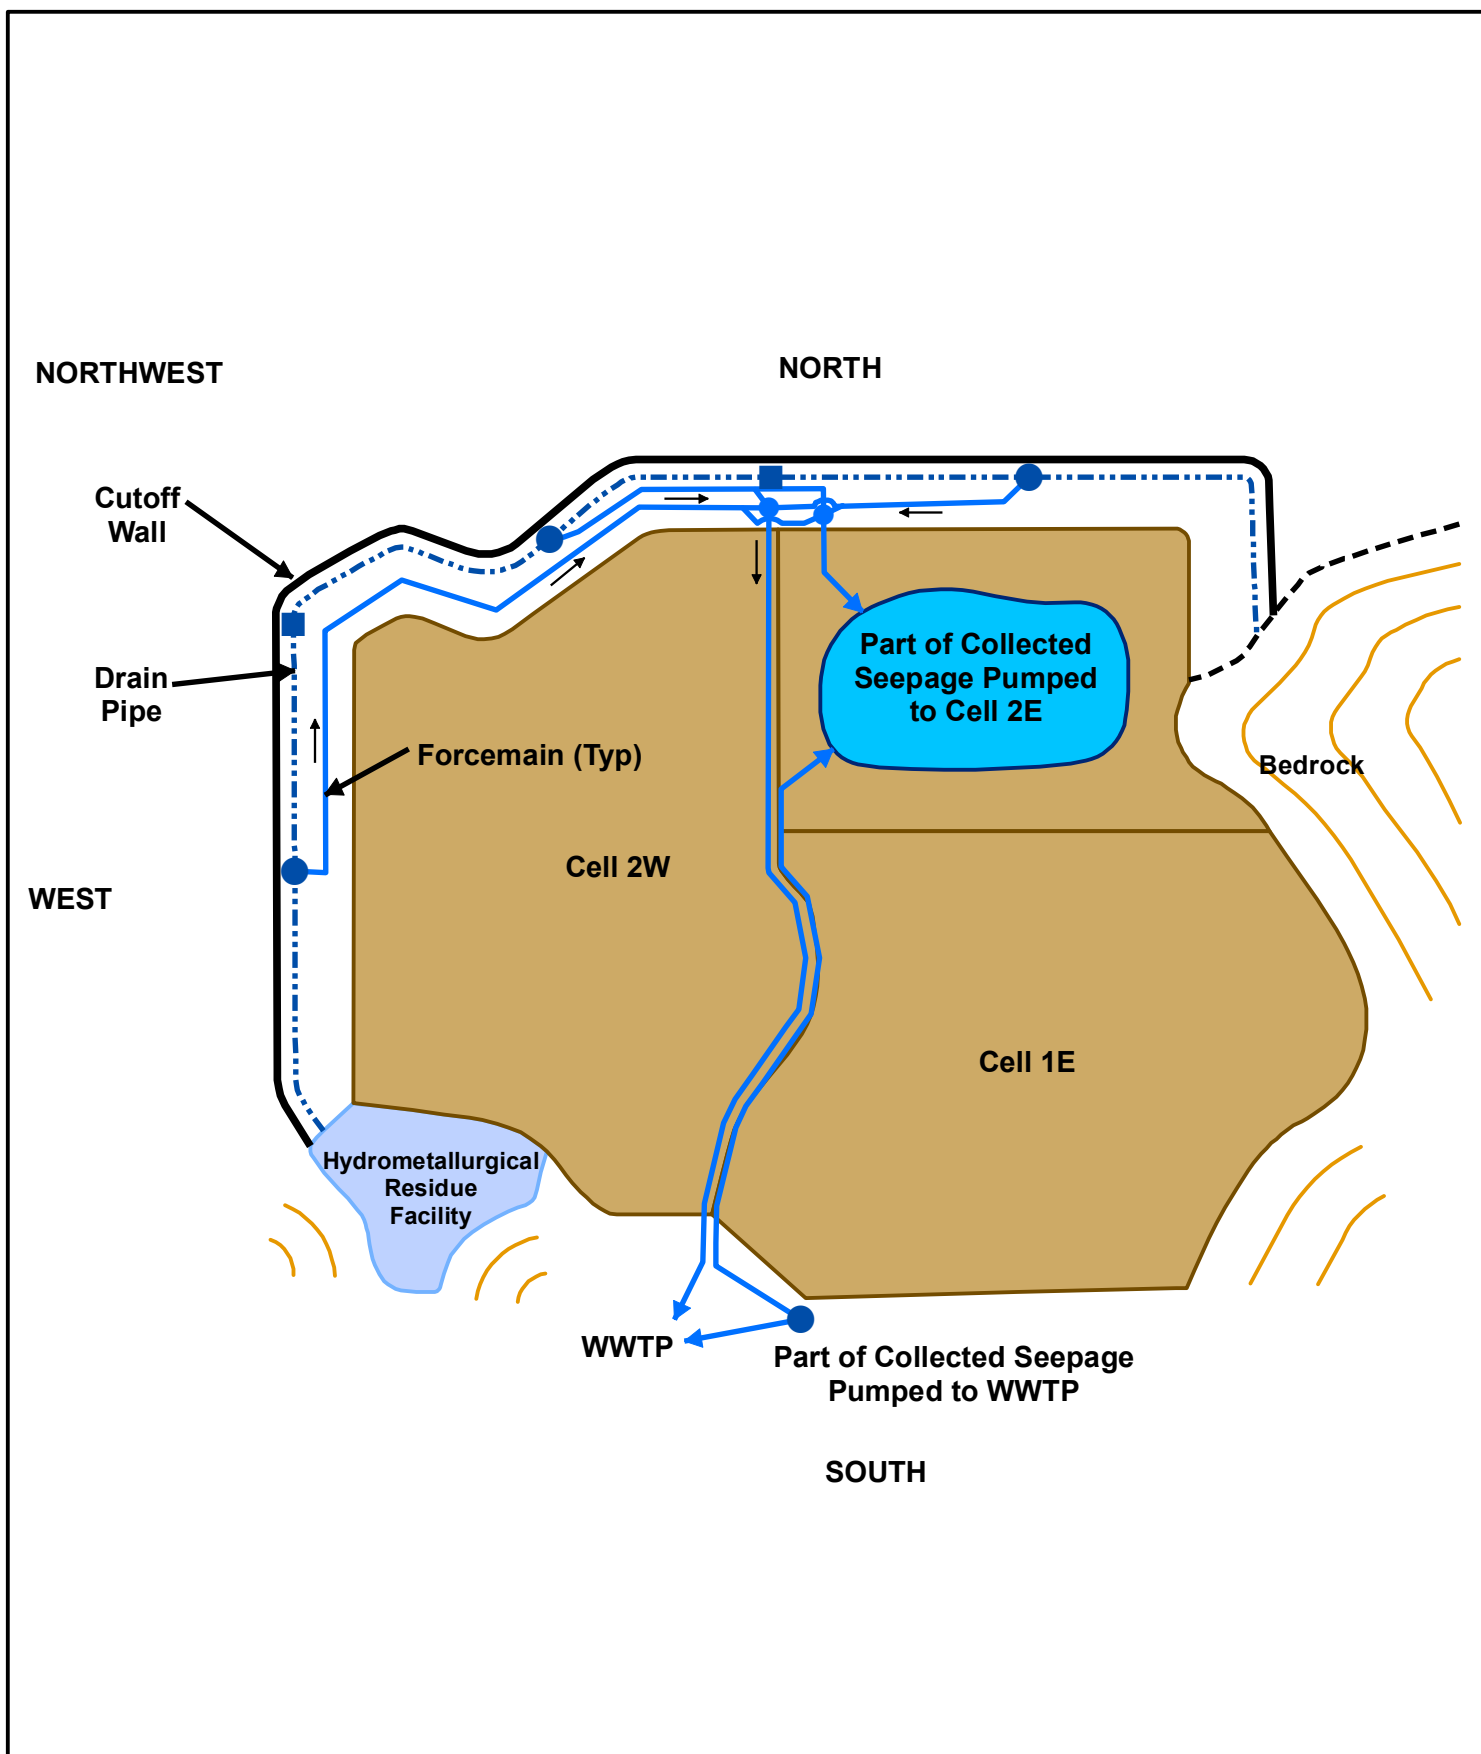 NORTHWEST
NORTH
Cutoff
Wall
Part of Collected
Seepage Pumped
to Cell 2E
Drain
Pipe
Forcemain (Typ)
Bedrock
Cell 2W
WEST
Cell 1E
Hydrometallurgical
Residue
Facility
WWTP
Part of Collected Seepage
Pumped to WWTP
SOUTH